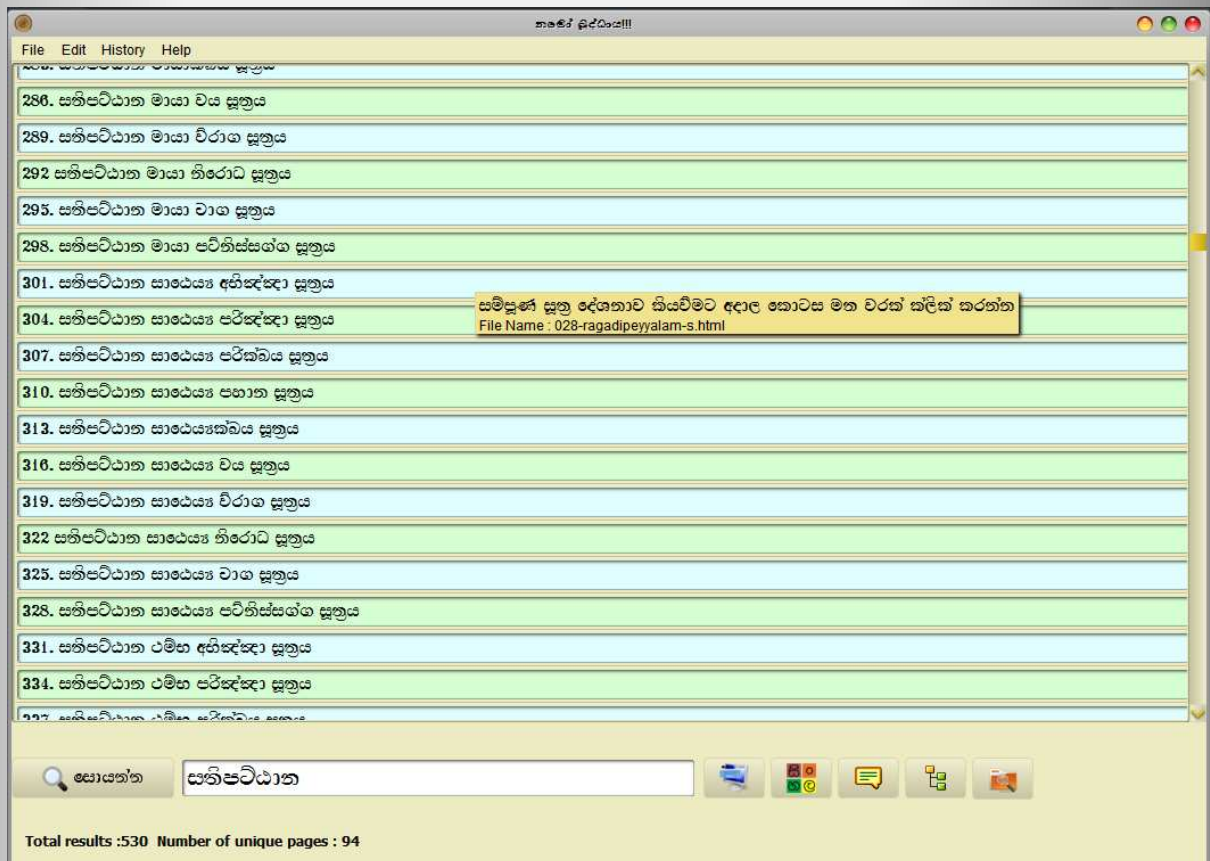 නමෝ බුද්ධාය!!!
File Edit History Help
286. සතිපට්ඨාන මායා වය සූත්‍රය
289. සතිපට්ඨාන මායා විරාග සූත්‍රය
292 සතිපට්ඨාන මායා නිරෝධ සූත්‍රය
295. සතිපට්ඨාන මායා චාග සූත්‍රය
298. සතිපට්ඨාන මායා පටිනිස්සග්ග සූත්‍රය
301. සතිපට්ඨාන සාඨෙය්‍ය අභිඤ්ඤා සූත්‍රය
සම්පූර්ණ සූත්‍ර දේශනාව කියවීමට අදාල කොටස මත වරක් ක්ලික් කරන්න
304. සතිපට්ඨාන සාඨෙය්‍ය පරිඤ්ඤා සූත්‍රය
File Name : 028-ragadipeyyalam-s.html
307. සතිපට්ඨාන සාඨෙය්‍ය පරික්ඛය සූත්‍රය
310. සතිපට්ඨාන සාඨෙය්‍ය පහාන සූත්‍රය
313. සතිපට්ඨාන සාඨෙය්‍යක්ඛය සූත්‍රය
316. සතිපට්ඨාන සාඨෙය්‍ය වය සූත්‍රය
319. සතිපට්ඨාන සාඨෙය්‍ය විරාග සූත්‍රය
322 සතිපට්ඨාන සාඨෙය්‍ය නිරෝධ සූත්‍රය
325. සතිපට්ඨාන සාඨෙය්‍ය චාග සූත්‍රය
328. සතිපට්ඨාන සාඨෙය්‍ය පටිනිස්සග්ග සූත්‍රය
331. සතිපට්ඨාන ථම්භ අභිඤ්ඤා සූත්‍රය
334. සතිපට්ඨාන ථම්භ පරිඤ්ඤා සූත්‍රය
සොයන්න සතිපට්ඨාන
Total results :530 Number of unique pages : 94